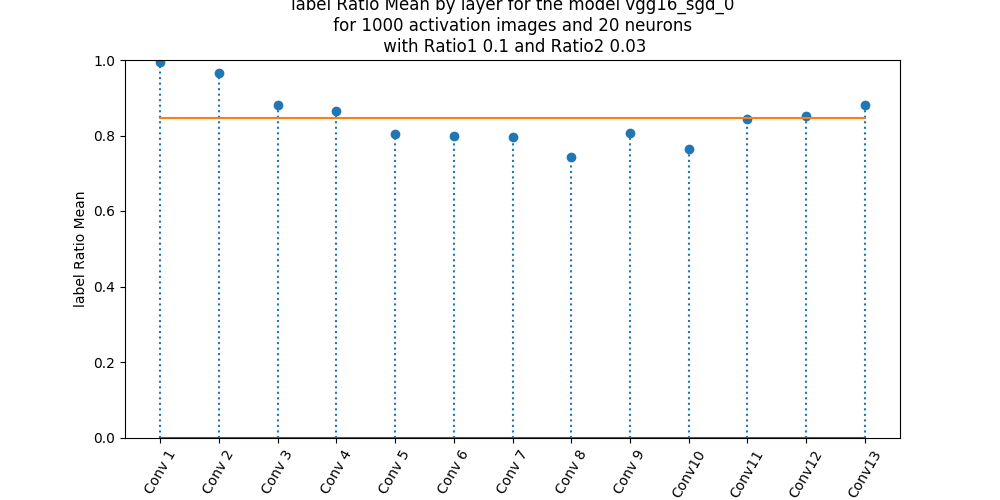 label Ratio Mean by layer for the model vgg16_sgd_0
for 1000 activation images and 20 neurons
with Ratio1 0.1 and Ratio2 0.03
1.0
0.8
0.6
0.4
0.2
0.0
label Ratio Mean
Conv 1
Conv 2
Conv 3
Conv 4
Conv 5
Conv 6
Conv 7
Conv 8
Conv 9
Conv10
Conv11
Conv12
Conv13